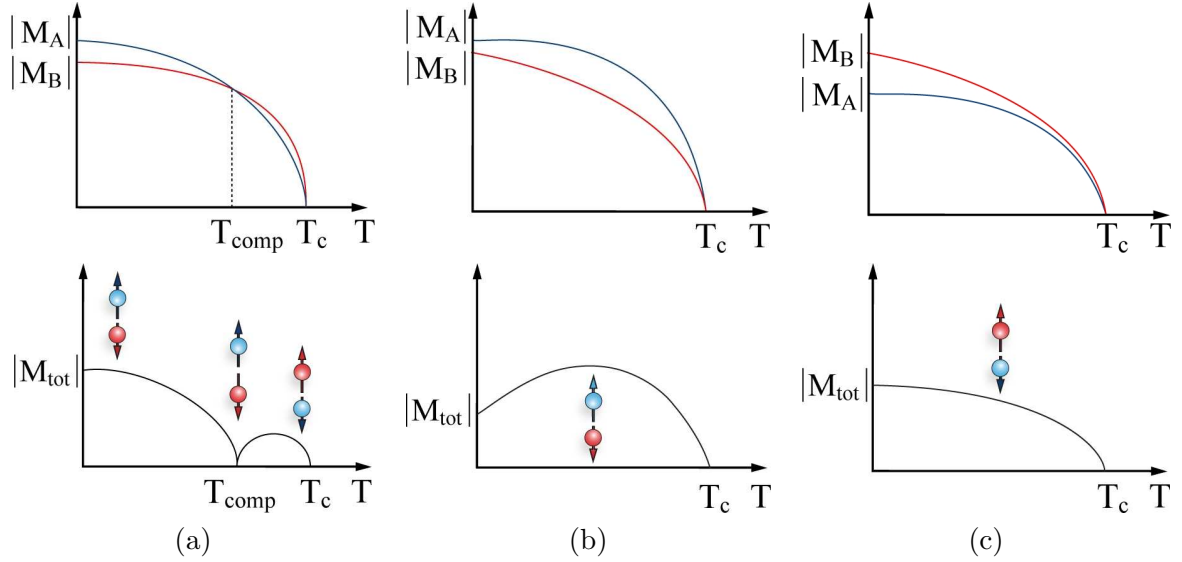 |M_A|
|M_B|
T_comp T_c T
|M_tot|
T_comp T_c T
(a)
|M_A|
|M_B|
T_c T
|M_tot|
T_c T
(b)
|M_B|
|M_A|
T_c T
|M_tot|
T_c T
(c)